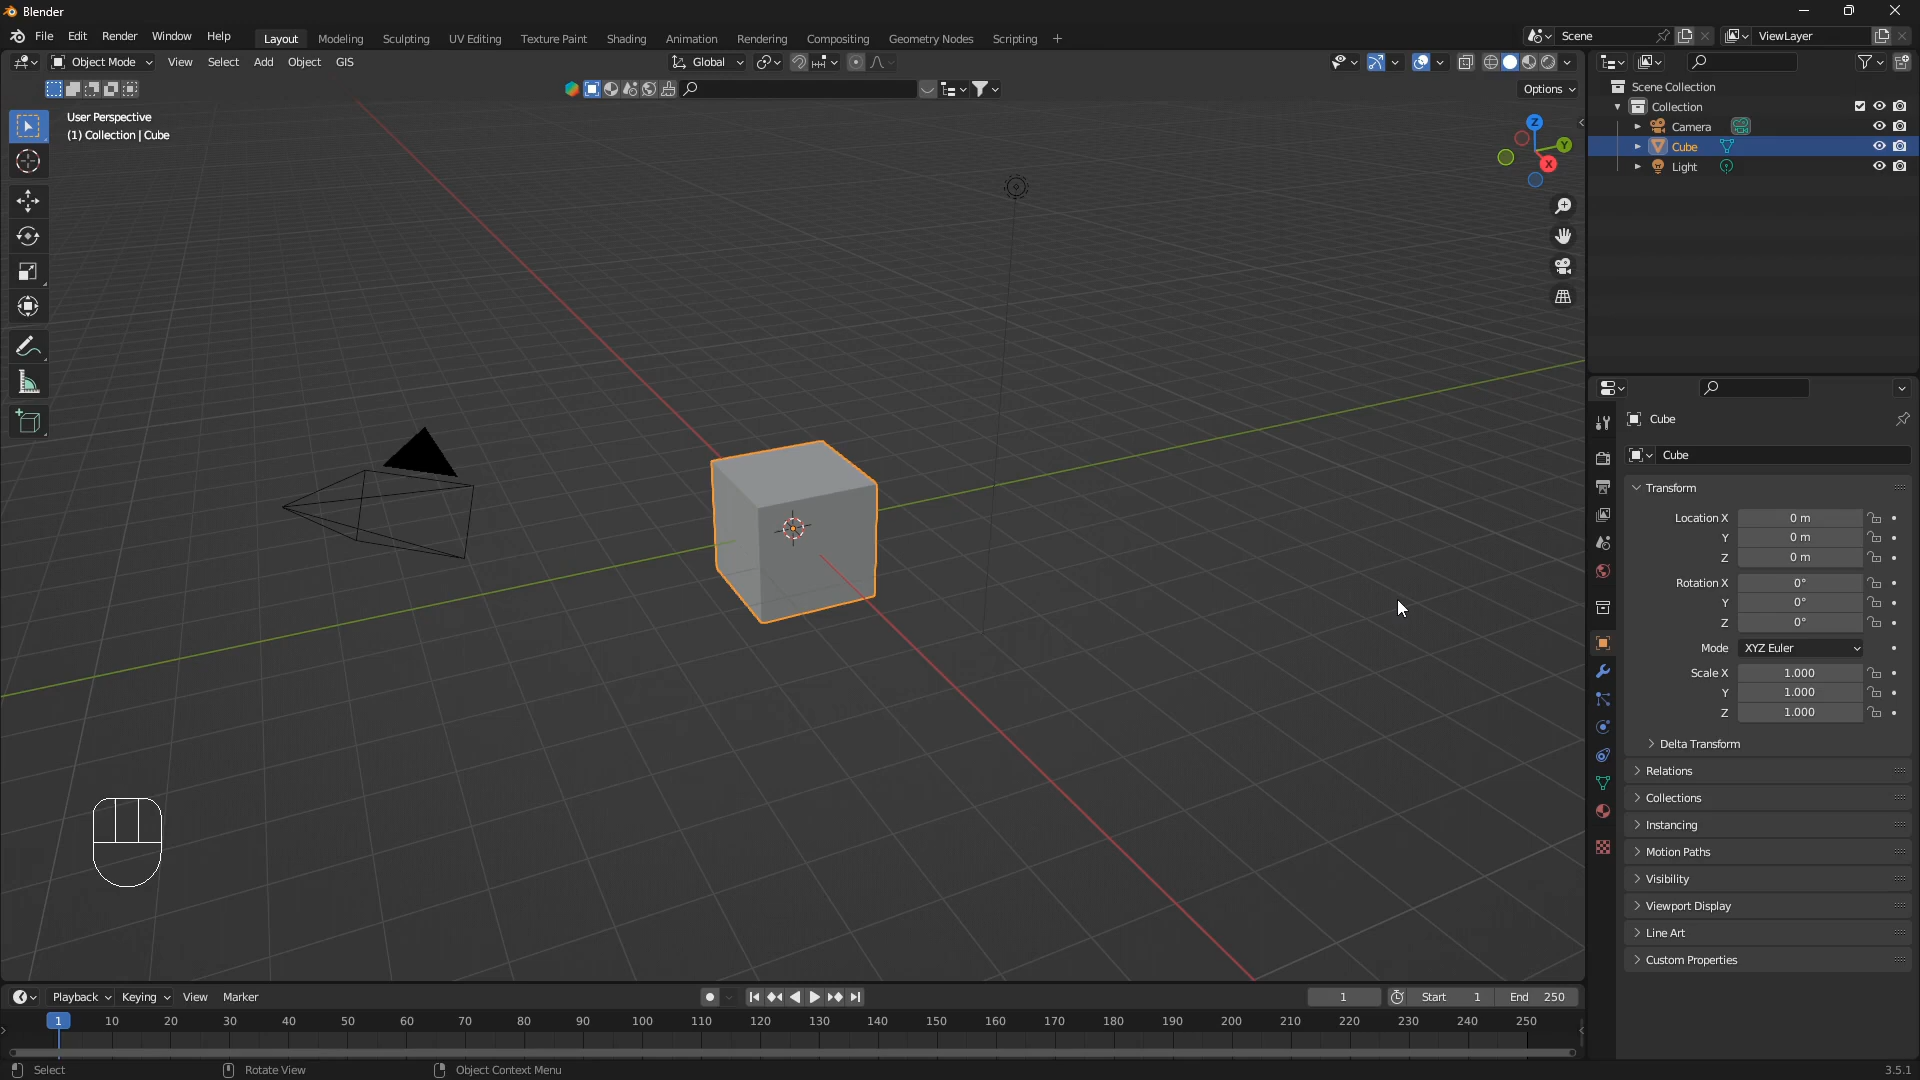 Blender
File Edit Render Window Help Layout Modeling Sculpting UV Editing Texture Paint Shading Animation Rendering Compositing Geometry Nodes Scripting + Scene ViewLayer
Object Mode View Select Add Object GIS Global
Options
User Perspective
(1) Collection | Cube
Z
Y
X
Scene Collection
Collection
Camera
Cube
Light
Cube
Cube
Transform
Location X 0 m
Y 0 m
Z 0 m
Rotation X 0°
Y 0°
Z 0°
Mode XYZ Euler
Scale X 1.000
Y 1.000
Z 1.000
Delta Transform
Relations
Collections
Instancing
Motion Paths
Visibility
Viewport Display
Line Art
Custom Properties
Playback Keying View Marker 1 Start 1 End 250
1 10 20 30 40 50 60 70 80 90 100 110 120 130 140 150 160 170 180 190 200 210 220 230 240 250
Select Rotate View Object Context Menu 3.5.1